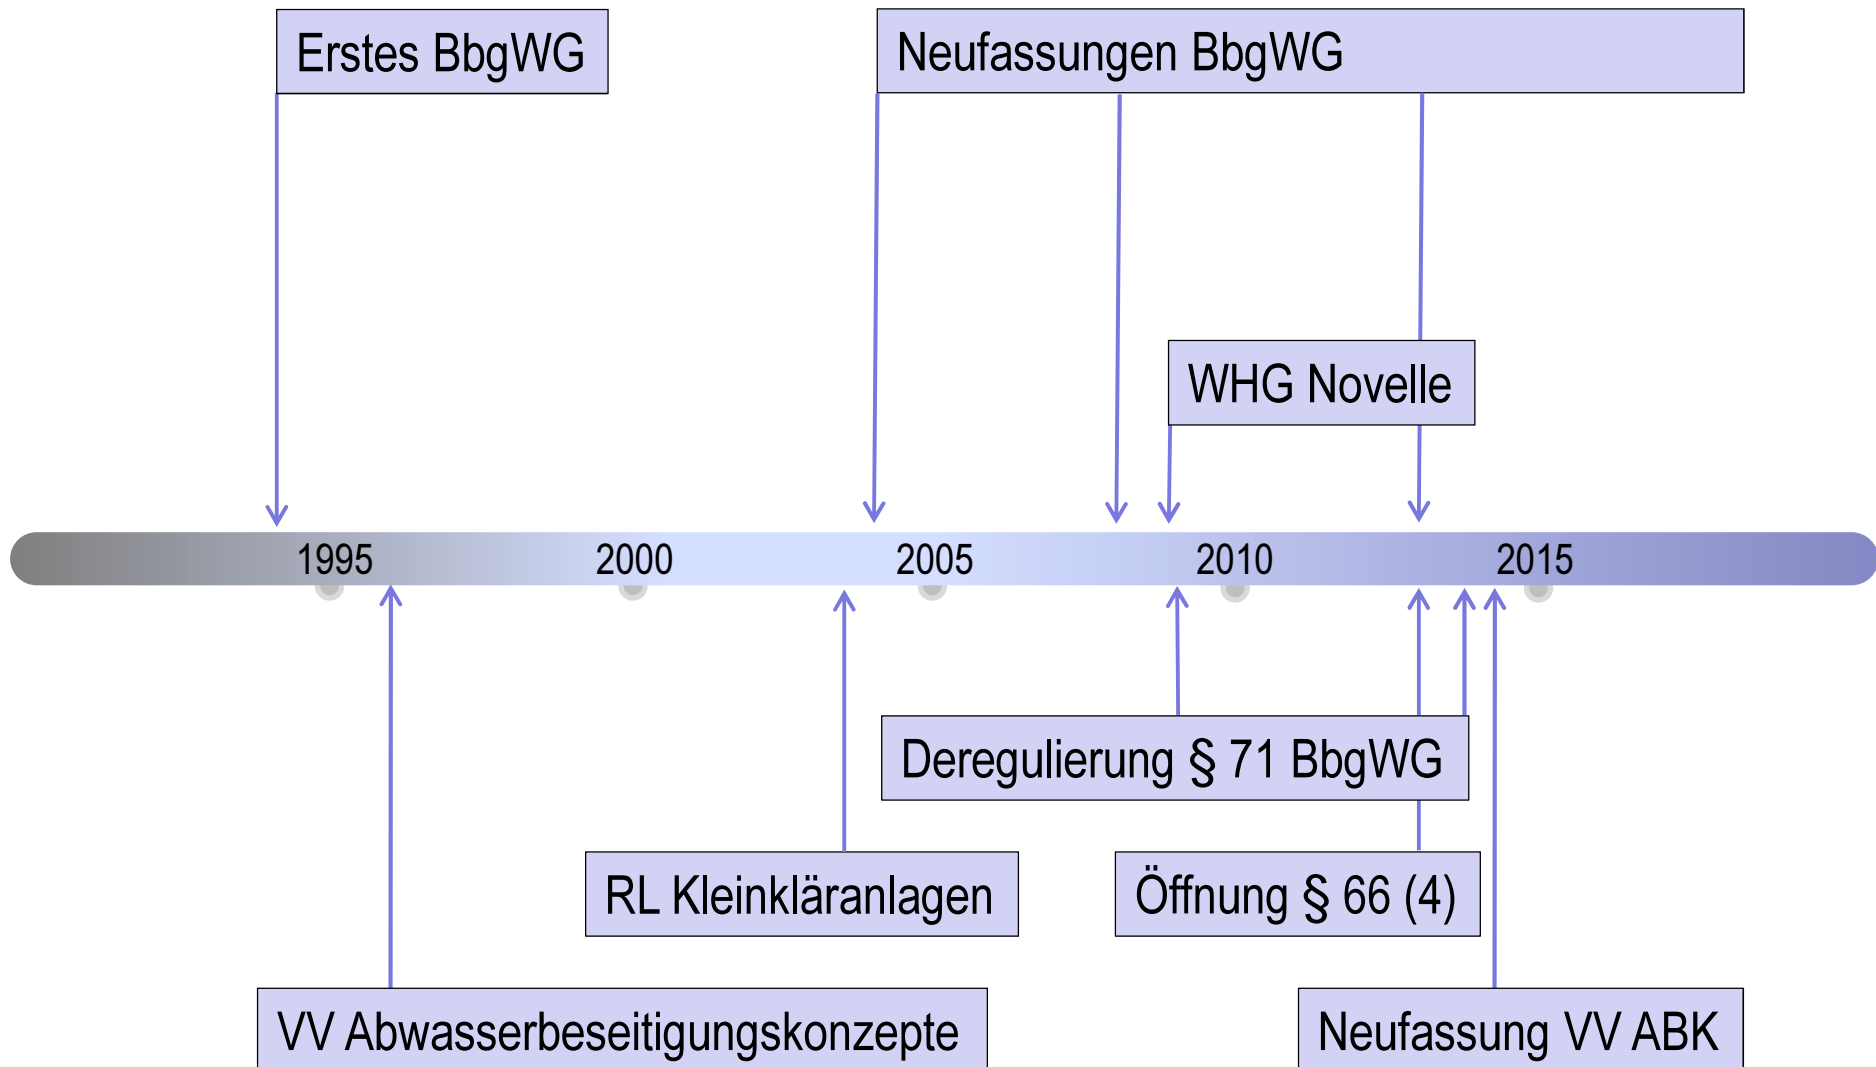 Erstes BbgWG
Neufassungen BbgWG
WHG Novelle
1995
2000
2005
2010
2015
Deregulierung § 71 BbgWG
RL Kleinkläranlagen
Öffnung § 66 (4)
VV Abwasserbeseitigungskonzepte
Neufassung VV ABK